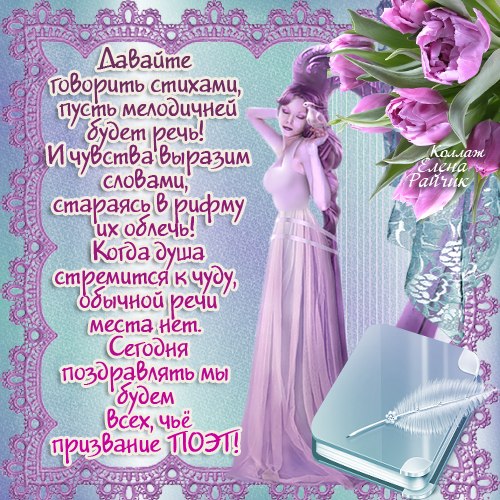 Давайте
говорить стихами,
пусть мелодичней
будет речь!
И чувства выразим
словами,
стараясь в рифму
их облечь!
Когда душа
стремится к чуду,
обычной речи
места нет.
Сегодня
поздравлять мы
будем
всех, чьё
призвание ПОЭТ!
Коллаж
Елена
Райчик